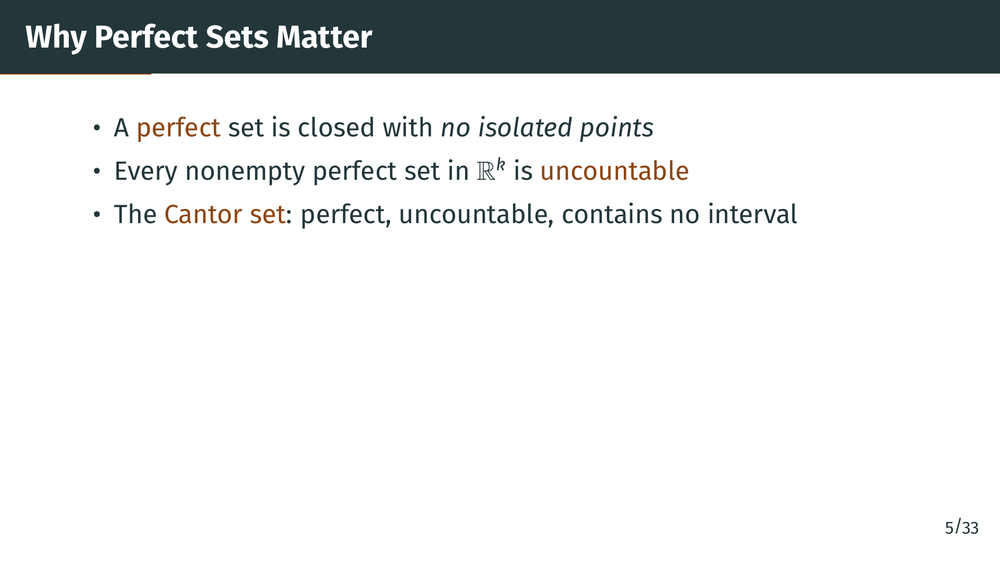 Why Perfect Sets Matter
• A perfect set is closed with no isolated points
• Every nonempty perfect set in ℝᵏ is uncountable
• The Cantor set: perfect, uncountable, contains no interval
5/33